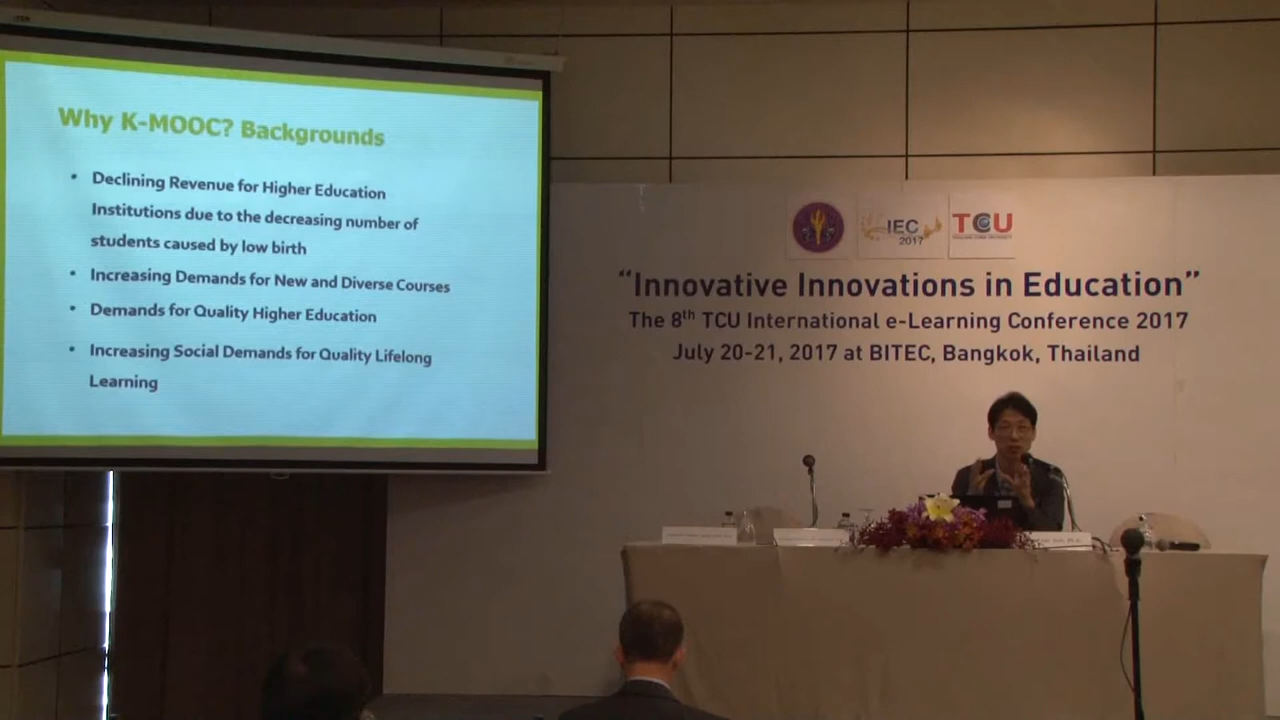 Why K-MOOC? Backgrounds
• Declining Revenue for Higher Education
Institutions due to the decreasing number of
students caused by low birth
• Increasing Demands for New and Diverse Courses
• Demands for Quality Higher Education
• Increasing Social Demands for Quality Lifelong
Learning
IEC
2017
TCU
“Innovative Innovations in Education”
The 8th TCU International e-Learning Conference 2017
July 20-21, 2017 at BITEC, Bangkok, Thailand